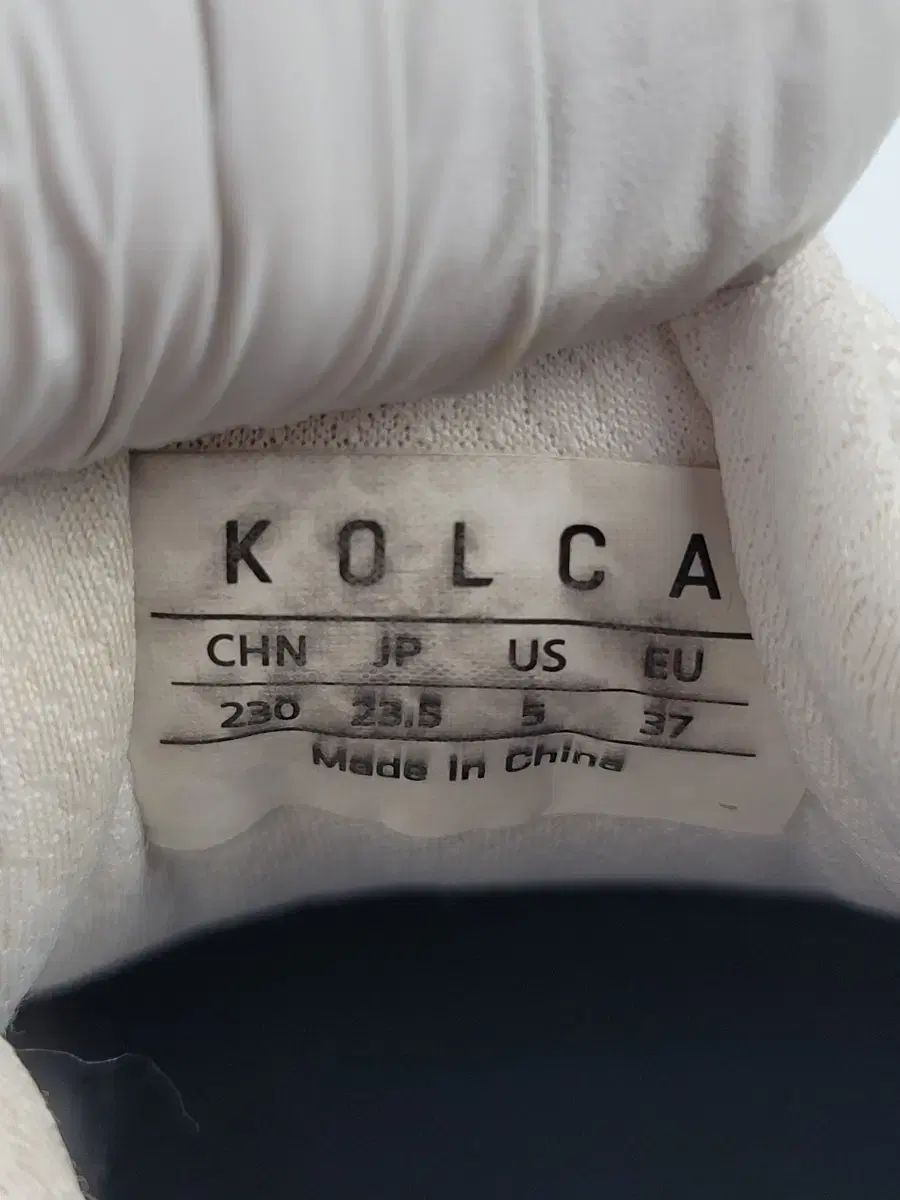 KOLCA
CHN JP US EU
230 23.5 5 37
Made in China